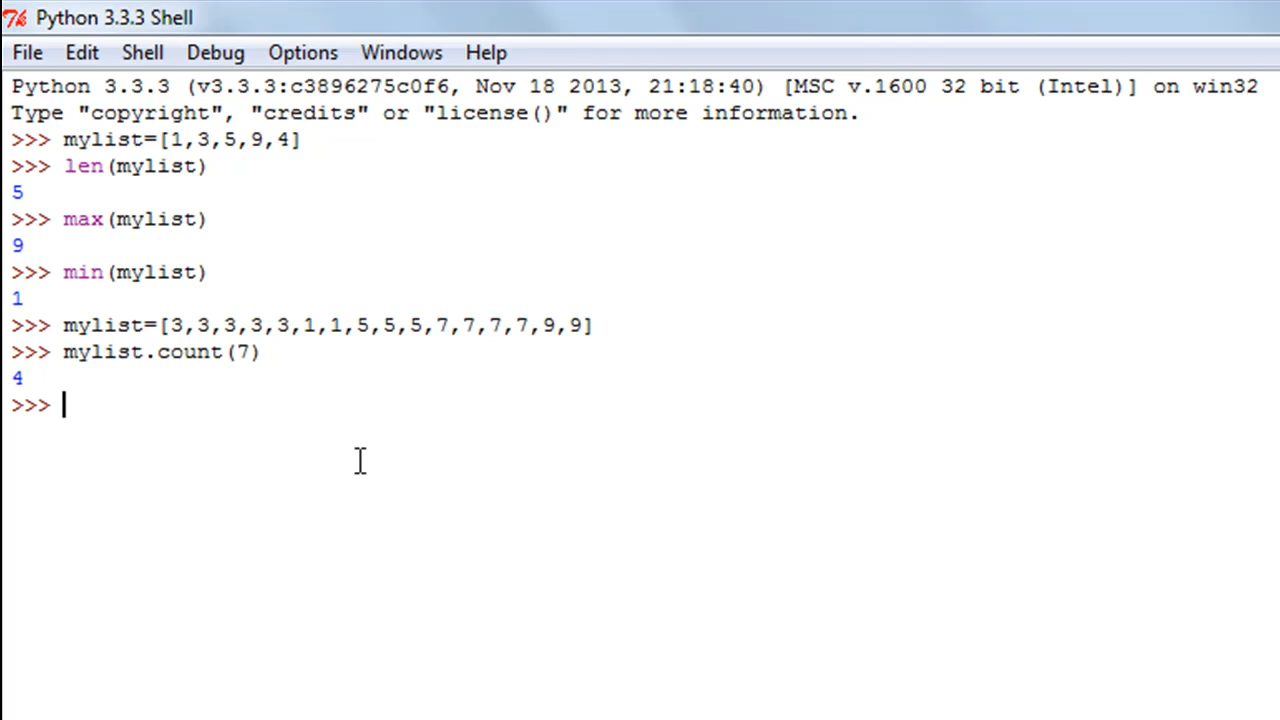 Python 3.3.3 Shell
File Edit Shell Debug Options Windows Help
Python 3.3.3 (v3.3.3:c3896275c0f6, Nov 18 2013, 21:18:40) [MSC v.1600 32 bit (Intel)] on win32
Type "copyright", "credits" or "license()" for more information.
>>> mylist=[1,3,5,9,4]
>>> len(mylist)
5
>>> max(mylist)
9
>>> min(mylist)
1
>>> mylist=[3,3,3,3,3,1,1,5,5,5,7,7,7,7,9,9]
>>> mylist.count(7)
4
>>>